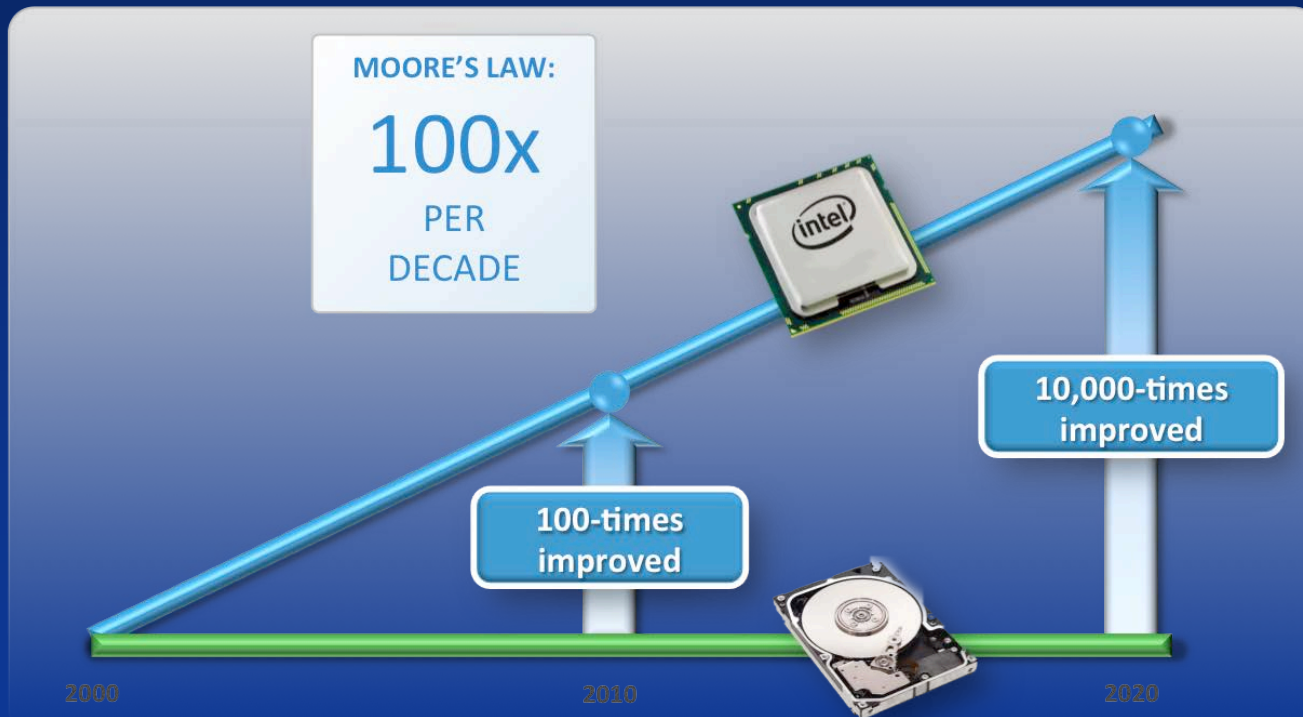 MOORE'S LAW:
100x
PER
DECADE
intel
10,000-times
improved
100-times
improved
2000
2010
2020